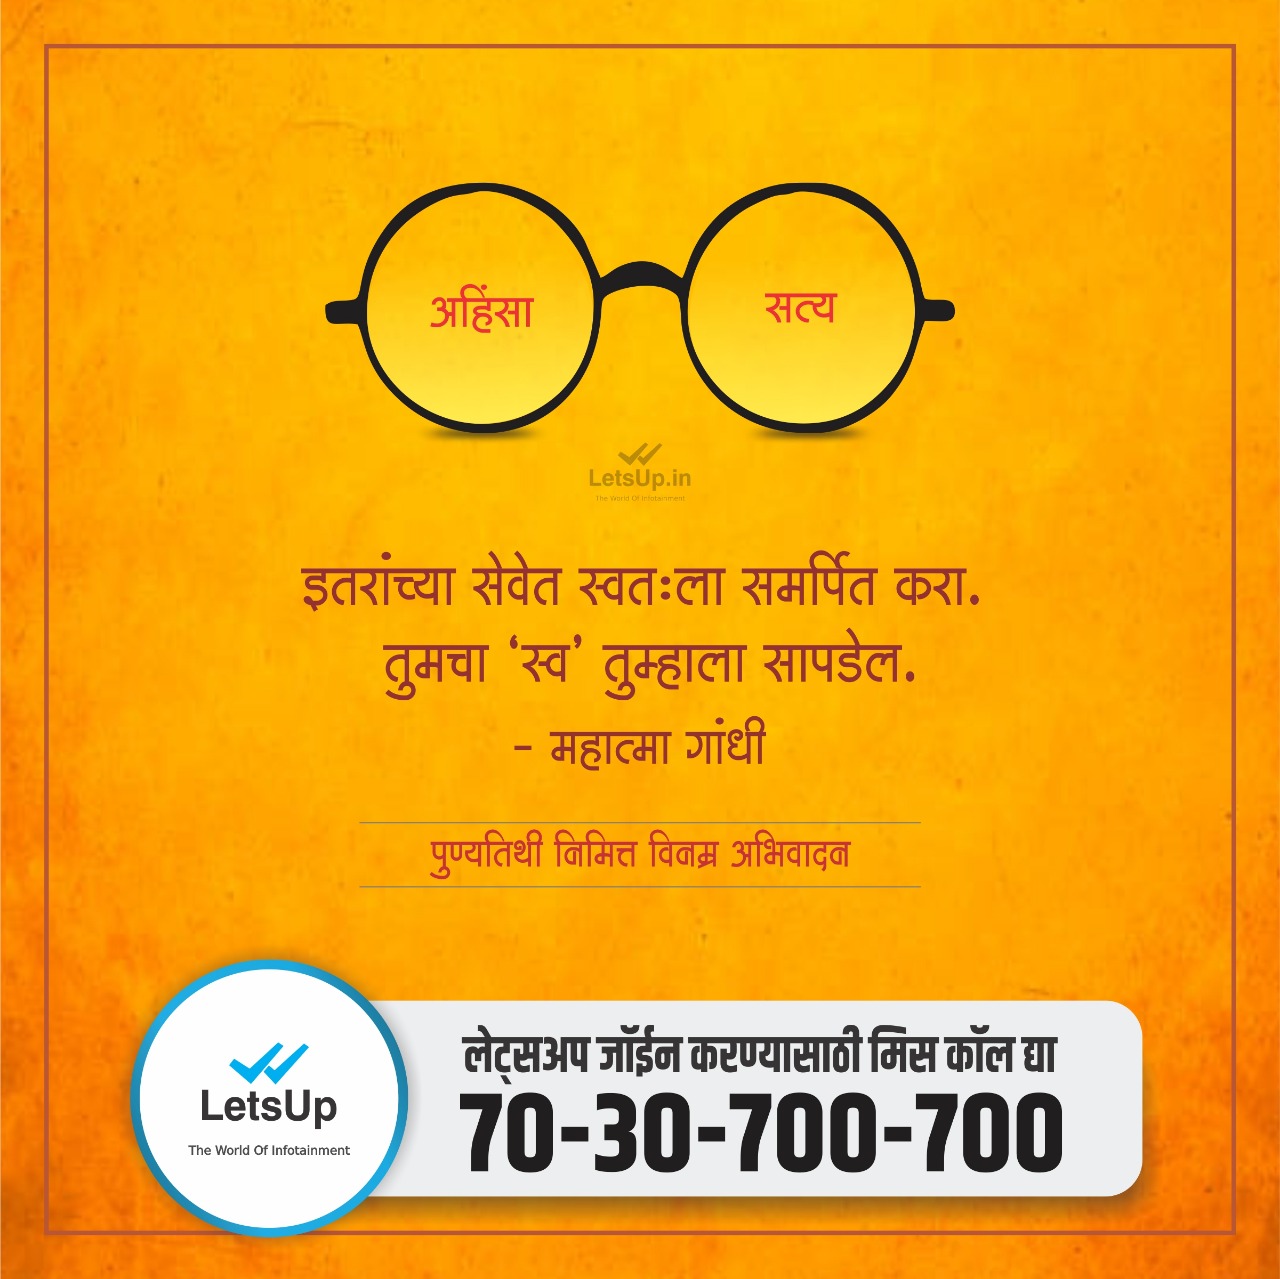 अहिंसा सत्य
LetsUp.in
The World Of Infotainment
इतरांच्या सेवेत स्वतःला समर्पित करा.
तुमचा ‘स्व’ तुम्हाला सापडेल.
- महात्मा गांधी
पुण्यतिथी निमित्त विनम्र अभिवादन
लेट्सअप जॉईन करण्यासाठी मिस कॉल द्या
70-30-700-700
LetsUp
The World Of Infotainment